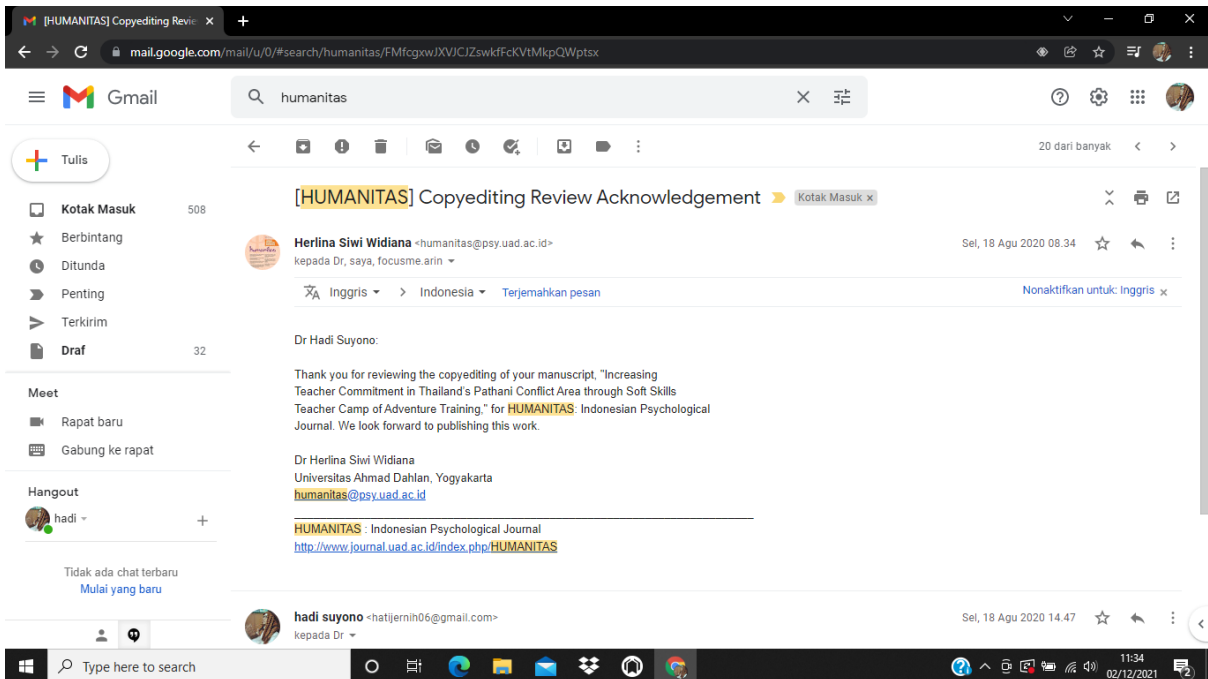 [HUMANITAS] Copyediting Revie
mail.google.com/mail/u/0/#search/humanitas/FMfcgxwJXVJCJZswkfFcKVtMkpQWptsx
Gmail
humanitas
Tulis
20 dari banyak
Kotak Masuk 508
Berbintang
Ditunda
Penting
Terkirim
Draf 32
Meet
Rapat baru
Gabung ke rapat
Hangout
hadi
Tidak ada chat terbaru
Mulai yang baru
[HUMANITAS] Copyediting Review Acknowledgement Kotak Masuk x
Herlina Siwi Widiana <humanitas@psy.uad.ac.id> Sel, 18 Agu 2020 08.34
kepada Dr, saya, focusme.arin
Inggris > Indonesia Terjemahkan pesan Nonaktifkan untuk: Inggris x
Dr Hadi Suyono:
Thank you for reviewing the copyediting of your manuscript, "Increasing
Teacher Commitment in Thailand's Pathani Conflict Area through Soft Skills
Teacher Camp of Adventure Training," for HUMANITAS: Indonesian Psychological
Journal. We look forward to publishing this work.
Dr Herlina Siwi Widiana
Universitas Ahmad Dahlan, Yogyakarta
humanitas@psy.uad.ac.id
HUMANITAS : Indonesian Psychological Journal
http://www.journal.uad.ac.id/index.php/HUMANITAS
hadi suyono <hatijernih06@gmail.com> Sel, 18 Agu 2020 14.47
kepada Dr
Type here to search
11:34
02/12/2021